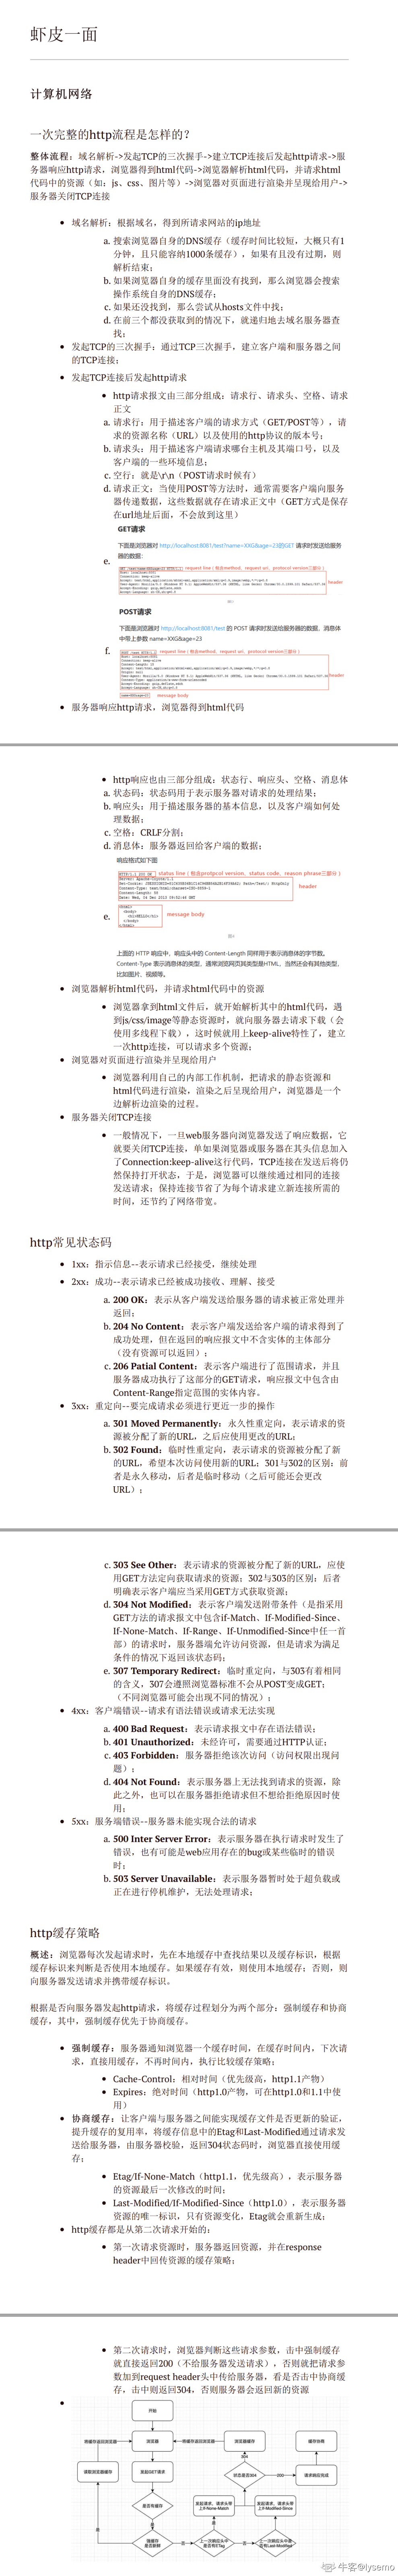 虾皮一面
计算机网络
一次完整的http流程是怎样的？
整体流程：域名解析->发起TCP的三次握手->建立TCP连接后发起http请求->服
务器响应http请求，浏览器得到html代码->浏览器解析html代码，并请求html
代码中的资源（如：js、css、图片等）->浏览器对页面进行渲染并呈现给用户->
服务器关闭TCP连接
域名解析：根据域名，得到所请求网站的ip地址
a. 搜索浏览器自身的DNS缓存（缓存时间比较短，大概只有1
分钟，且只能容纳1000条缓存），如果有且没有过期，则
解析结束；
b. 如果浏览器自身的缓存里面没有找到，那么浏览器会搜索
操作系统自身的DNS缓存；
c. 如果还没找到，那么尝试从hosts文件中找；
d. 在前三个都没获取到的情况下，就递归地去域名服务器查
找；
发起TCP的三次握手：通过TCP三次握手，建立客户端和服务器之间
的TCP连接；
发起TCP连接后发起http请求
http请求报文由三部分组成：请求行、请求头、空格、请求
正文
a. 请求行：用于描述客户端的请求方式（GET/POST等），请
求的资源名称（URL）以及使用的http协议的版本号；
b. 请求头：用于描述客户端请求哪台主机及其端口号，以及
客户端的一些环境信息；
c. 空行：就是\r\n（POST请求时候有）
d. 请求正文：当使用POST等方法时，通常需要客户端向服务
器传递数据，这些数据就存在请求正文中（GET方式是保存
在url地址后面，不会放到这里）
GET请求
下面是浏览器对 http://localhost:8081/test?name=XXG&age=23的GET 请求时发送给服务
器的数据：
e.
request line（包含method、request uri、protocol version三部分）
header
POST请求
下面是浏览器对 http://localhost:8081/test 的 POST 请求时发送给服务器的数据，消息体
中带上参数 name=XXG&age=23
f.
request line（包含method、request uri、protocol version三部分）
header
message body
服务器响应http请求，浏览器得到html代码
http响应也由三部分组成：状态行、响应头、空格、消息体
a. 状态码：状态码用于表示服务器对请求的处理结果；
b. 响应头：用于描述服务器的基本信息，以及客户端如何处
理数据；
c. 空格：CRLF分割；
d. 消息体：服务器返回给客户端的数据；
响应格式如下图
HTTP/1.1 200 OK status line（包含protocol version、status code、reason phrase三部分）
header
e.
message body
上面的 HTTP 响应中，响应头中的 Content-Length 同样用于表示消息体的字节数。
Content-Type 表示消息体的类型，通常浏览网页其类型是HTML，当然还会有其他类型，
比如图片、视频等。
浏览器解析html代码，并请求html代码中的资源
浏览器拿到html文件后，就开始解析其中的html代码，遇
到js/css/image等静态资源时，就向服务器去请求下载（会
使用多线程下载），这时候就用上keep-alive特性了，建立
一次http连接，可以请求多个资源；
浏览器对页面进行渲染并呈现给用户
浏览器利用自己的内部工作机制，把请求的静态资源和
html代码进行渲染，渲染之后呈现给用户，浏览器是一个
边解析边渲染的过程。
服务器关闭TCP连接
一般情况下，一旦web服务器向浏览器发送了响应数据，它
就要关闭TCP连接，单如果浏览器或服务器在其头信息加入
了Connection:keep-alive这行代码，TCP连接在发送后将仍
然保持打开状态，于是，浏览器可以继续通过相同的连接
发送请求；保持连接节省了为每个请求建立新连接所需的
时间，还节约了网络带宽。
http常见状态码
1xx：指示信息--表示请求已经接受，继续处理
2xx：成功--表示请求已经被成功接收、理解、接受
a. 200 OK：表示从客户端发送给服务器的请求被正常处理并
返回；
b. 204 No Content：表示客户端发送给客户端的请求得到了
成功处理，但在返回的响应报文中不含实体的主体部分
（没有资源可以返回）；
c. 206 Patial Content：表示客户端进行了范围请求，并且
服务器成功执行了这部分的GET请求，响应报文中包含由
Content-Range指定范围的实体内容。
3xx：重定向--要完成请求必须进行更近一步的操作
a. 301 Moved Permanently：永久性重定向，表示请求的资
源被分配了新的URL，之后应使用更改的URL；
b. 302 Found：临时性重定向，表示请求的资源被分配了新
的URL，希望本次访问使用新的URL；301与302的区别：前
者是永久移动，后者是临时移动（之后可能还会更改
URL）；
c. 303 See Other：表示请求的资源被分配了新的URL，应使
用GET方法定向获取请求的资源；302与303的区别：后者
明确表示客户端应当采用GET方式获取资源；
d. 304 Not Modified：表示客户端发送附带条件（是指采用
GET方法的请求报文中包含if-Match、If-Modified-Since、
If-None-Match、If-Range、If-Unmodified-Since中任一首
部）的请求时，服务器端允许访问资源，但是请求为满足
条件的情况下返回该状态码；
e. 307 Temporary Redirect：临时重定向，与303有着相同
的含义，307会遵照浏览器标准不会从POST变成GET；
（不同浏览器可能会出现不同的情况）；
4xx：客户端错误--请求有语法错误或请求无法实现
a. 400 Bad Request：表示请求报文中存在语法错误；
b. 401 Unauthorized：未经许可，需要通过HTTP认证；
c. 403 Forbidden：服务器拒绝该次访问（访问权限出现问
题）；
d. 404 Not Found：表示服务器上无法找到请求的资源，除
此之外，也可以在服务器拒绝请求但不想给拒绝原因时使
用；
5xx：服务端错误--服务器未能实现合法的请求
a. 500 Inter Server Error：表示服务器在执行请求时发生了
错误，也有可能是web应用存在的bug或某些临时的错误
时；
b. 503 Server Unavailable：表示服务器暂时处于超负载或
正在进行停机维护，无法处理请求；
http缓存策略
概述：浏览器每次发起请求时，先在本地缓存中查找结果以及缓存标识，根据
缓存标识来判断是否使用本地缓存。如果缓存有效，则使用本地缓存；否则，则
向服务器发送请求并携带缓存标识。
根据是否向服务器发起http请求，将缓存过程划分为两个部分：强制缓存和协商
缓存，其中，强制缓存优先于协商缓存。
强制缓存：服务器通知浏览器一个缓存时间，在缓存时间内，下次请
求，直接用缓存，不再时间内，执行比较缓存策略；
Cache-Control：相对时间（优先级高，http1.1产物）
Expires：绝对时间（http1.0产物，可在http1.0和1.1中使
用）
协商缓存：让客户端与服务器之间能实现缓存文件是否更新的验证，
提升缓存的复用率，将缓存信息中的Etag和Last-Modified通过请求发
送给服务器，由服务器校验，返回304状态码时，浏览器直接使用缓
存；
Etag/If-None-Match（http1.1，优先级高），表示服务器
的资源最后一次修改的时间；
Last-Modified/If-Modified-Since（http1.0），表示服务器
资源的唯一标识，只有资源变化，Etag就会重新生成；
http缓存都是从第二次请求开始的：
第一次请求资源时，服务器返回资源，并在response
header中回传资源的缓存策略；
第二次请求时，浏览器判断这些请求参数，击中强制缓存
就直接返回200（不给服务器发送请求），否则就把请求参
数加到request header头中传给服务器，看是否击中协商缓
存，击中则返回304，否则服务器会返回新的资源
开始
将缓存返回浏览器
浏览器
将缓存返回浏览器
浏览器缓存
缓存协商
304
读取浏览器缓存
发起GET请求
状态是否304
200
请求响应完成
是否有缓存
发起请求，请求头带
上If-None-Match
发起请求，请求头带
上If-Modified-Since
是
是
强缓存
是否新鲜
否
上一次响应头中
是否有ETag
否
上一次响应头中是
否有Last-Modified
牛客@lysemo